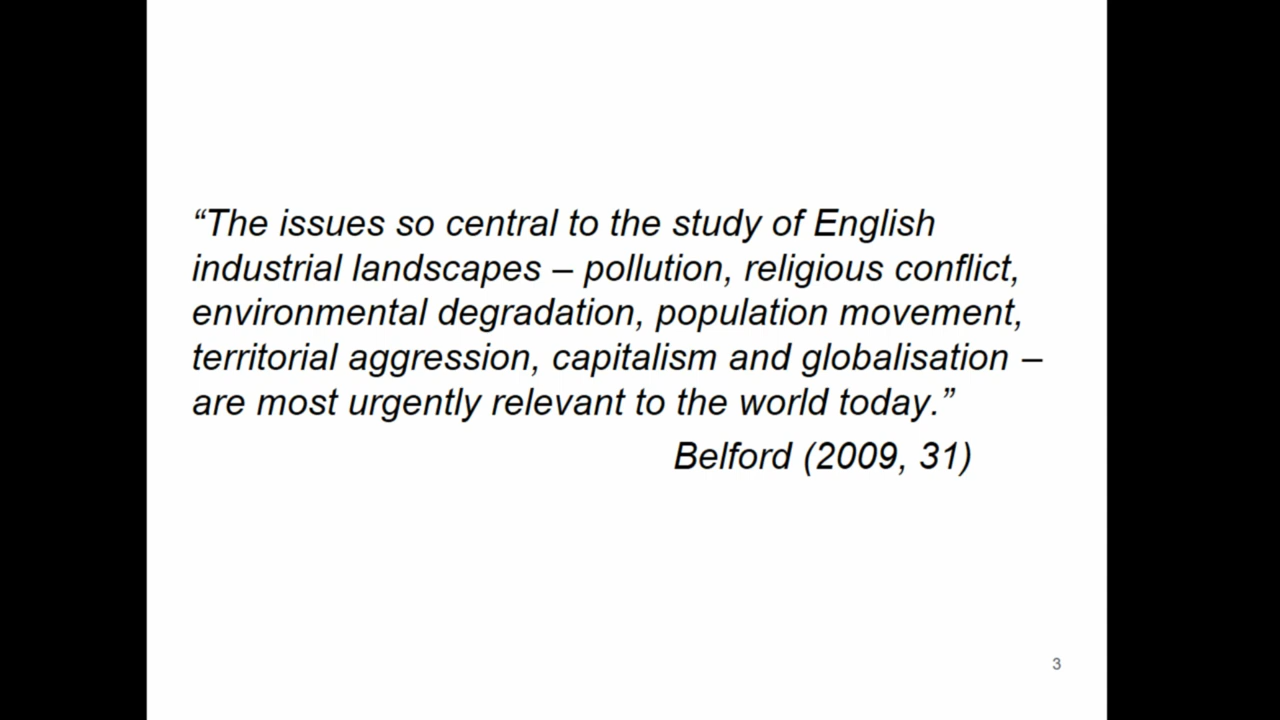 “The issues so central to the study of English
industrial landscapes – pollution, religious conflict,
environmental degradation, population movement,
territorial aggression, capitalism and globalisation –
are most urgently relevant to the world today.”
Belford (2009, 31)
3